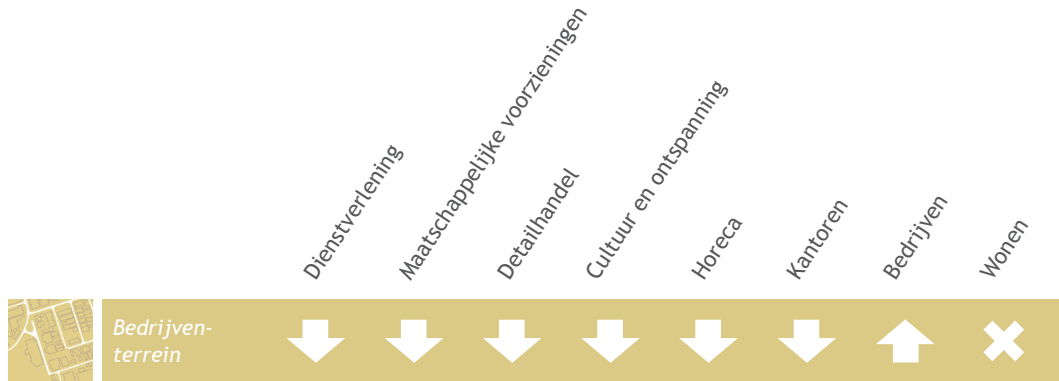 Dienstverlening
Maatschappelijke voorzieningen
Detailhandel
Cultuur en ontspanning
Horeca
Kantoren
Bedrijven
Wonen
Bedrijven-
terrein